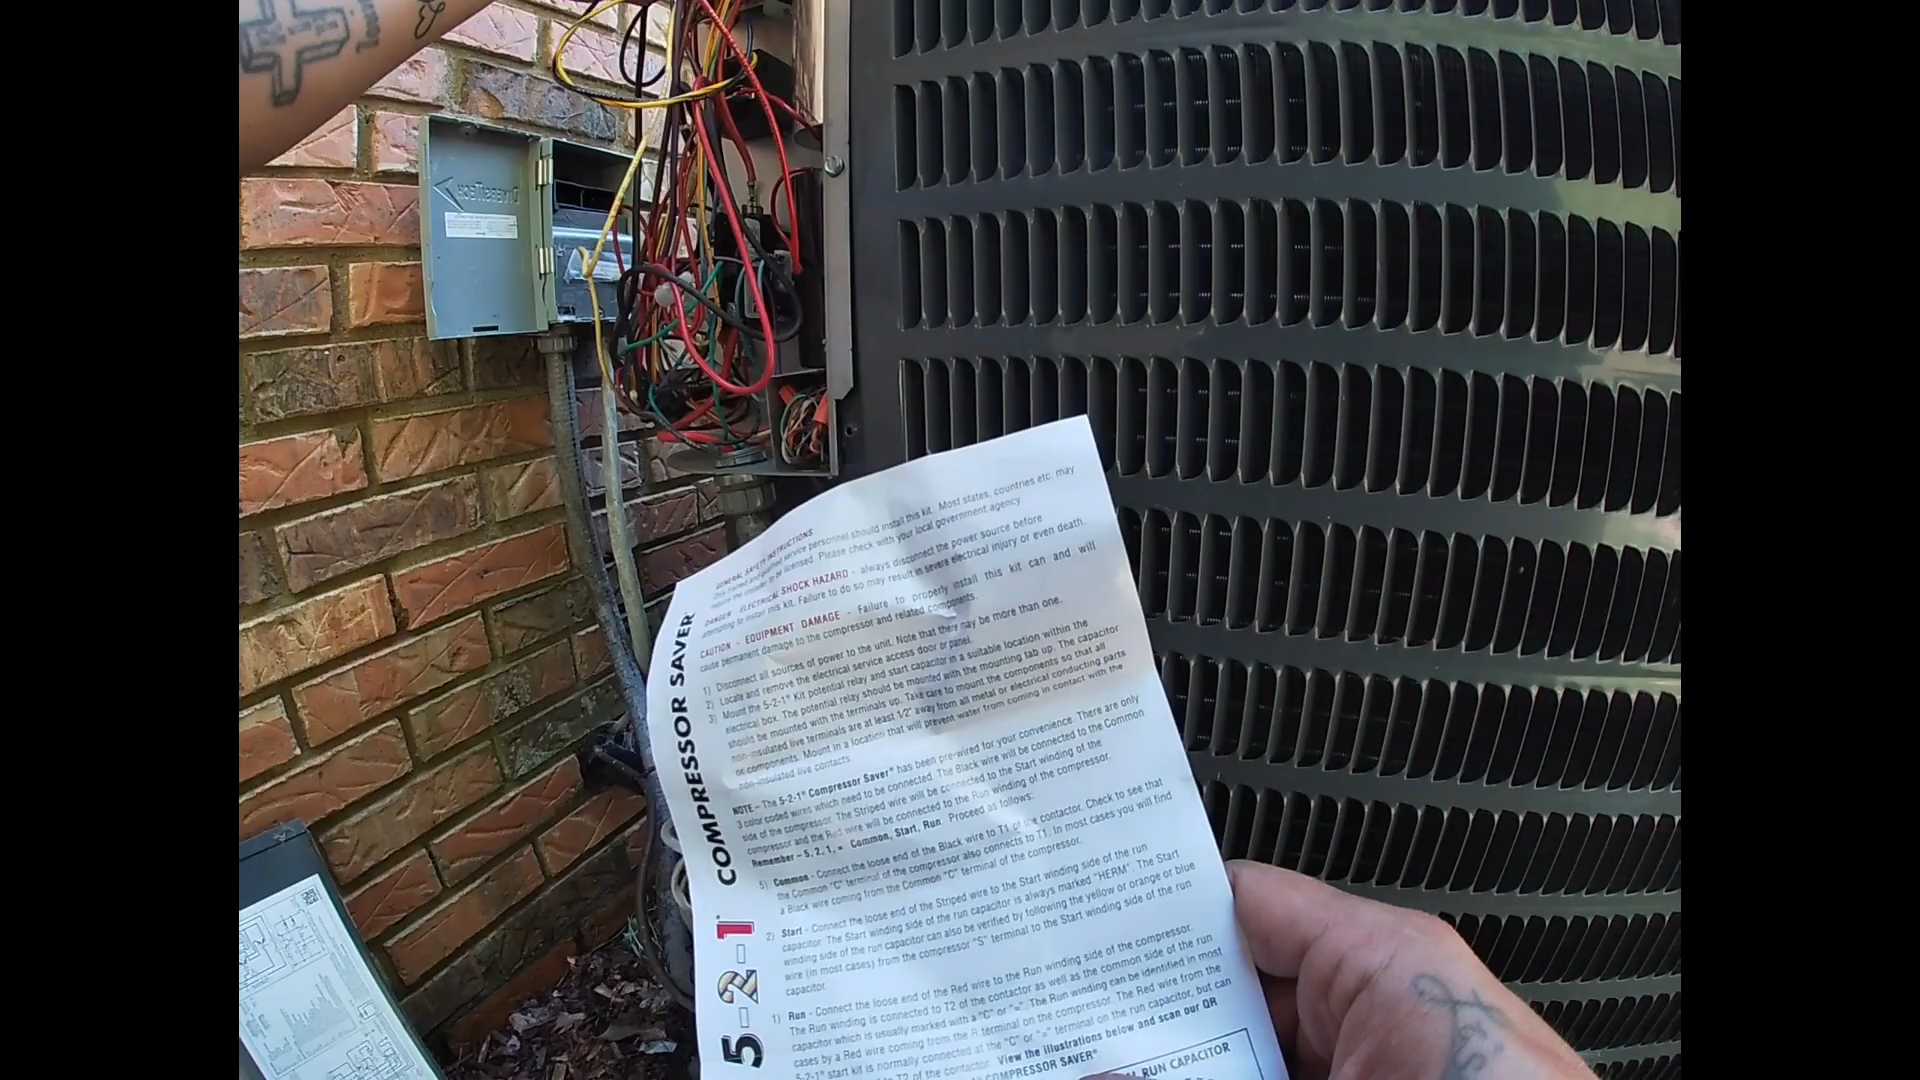 GENERAL SAFETY INSTRUCTIONS
Only trained and qualified service personnel should install this kit. Most states, countries etc. may
require the installer to be licensed. Please check with your local government agency
DANGER - ELECTRICAL SHOCK HAZARD - always disconnect the power source before
attempting to install this kit. Failure to do so may result in severe electrical injury or even death.
CAUTION - EQUIPMENT DAMAGE - Failure to properly install this kit can and will
cause permanent damage to the compressor and related components.
1) Disconnect all sources of power to the unit. Note that there may be more than one.
2) Locate and remove the electrical service access door or panel.
3) Mount the 5-2-1® Kit potential relay and start capacitor in a suitable location within the
electrical box. The potential relay should be mounted with the mounting tab up. The capacitor
should be mounted with the terminals up. Take care to mount the components so that all
non-insulated live terminals are at least 1/2" away from all metal or electrical conducting parts
or components. Mount in a location that will prevent water from coming in contact with the
non-insulated live contacts.
NOTE – The 5-2-1® Compressor Saver® has been pre-wired for your convenience. There are only
3 color coded wires which need to be connected. The Black wire will be connected to the Common
side of the compressor. The Striped wire will be connected to the Start winding of the
compressor and the Red wire will be connected to the Run winding of the compressor.
Remember – 5, 2, 1, = Common, Start, Run. Proceed as follows:
5) Common - Connect the loose end of the Black wire to T1 of the contactor. Check to see that
the Common "C" terminal of the compressor also connects to T1. In most cases you will find
a Black wire coming from the Common "C" terminal of the compressor.
2) Start - Connect the loose end of the Striped wire to the Start winding side of the run
capacitor. The Start winding side of the run capacitor is always marked "HERM". The Start
winding side of the run capacitor can also be verified by following the yellow or orange or blue
wire (in most cases) from the compressor "S" terminal to the Start winding side of the run
capacitor.
1) Run - Connect the loose end of the Red wire to the Run winding side of the compressor.
The Run winding is connected to T2 of the contactor as well as the common side of the run
capacitor which is usually marked with a "C" or "=". The Run winding can be identified in most
cases by a Red wire coming from the R terminal on the compressor. The Red wire from the
5-2-1® start kit is normally connected at the "C" or "=" terminal on the run capacitor, but can
T2 of the contactor. View the illustrations below and scan our QR
COMPRESSOR SAVER®
RUN CAPACITOR
5-2-1® COMPRESSOR SAVER®
DIVERSITECH